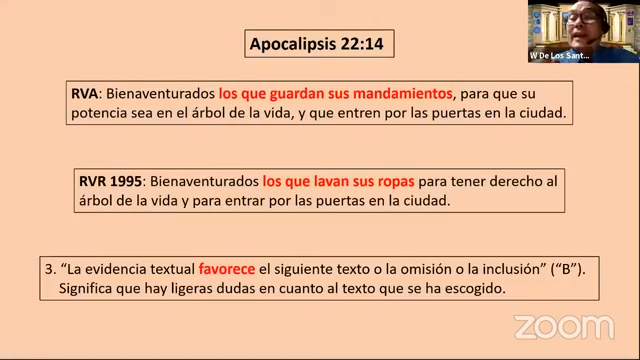 Apocalipsis 22:14
W De Los Sant...
RVA: Bienaventurados los que guardan sus mandamientos, para que su
potencia sea en el árbol de la vida, y que entren por las puertas en la ciudad.
RVR 1995: Bienaventurados los que lavan sus ropas para tener derecho al
árbol de la vida y para entrar por las puertas en la ciudad.
3. “La evidencia textual favorece el siguiente texto o la omisión o la inclusión” (“B”).
Significa que hay ligeras dudas en cuanto al texto que se ha escogido.
zoom